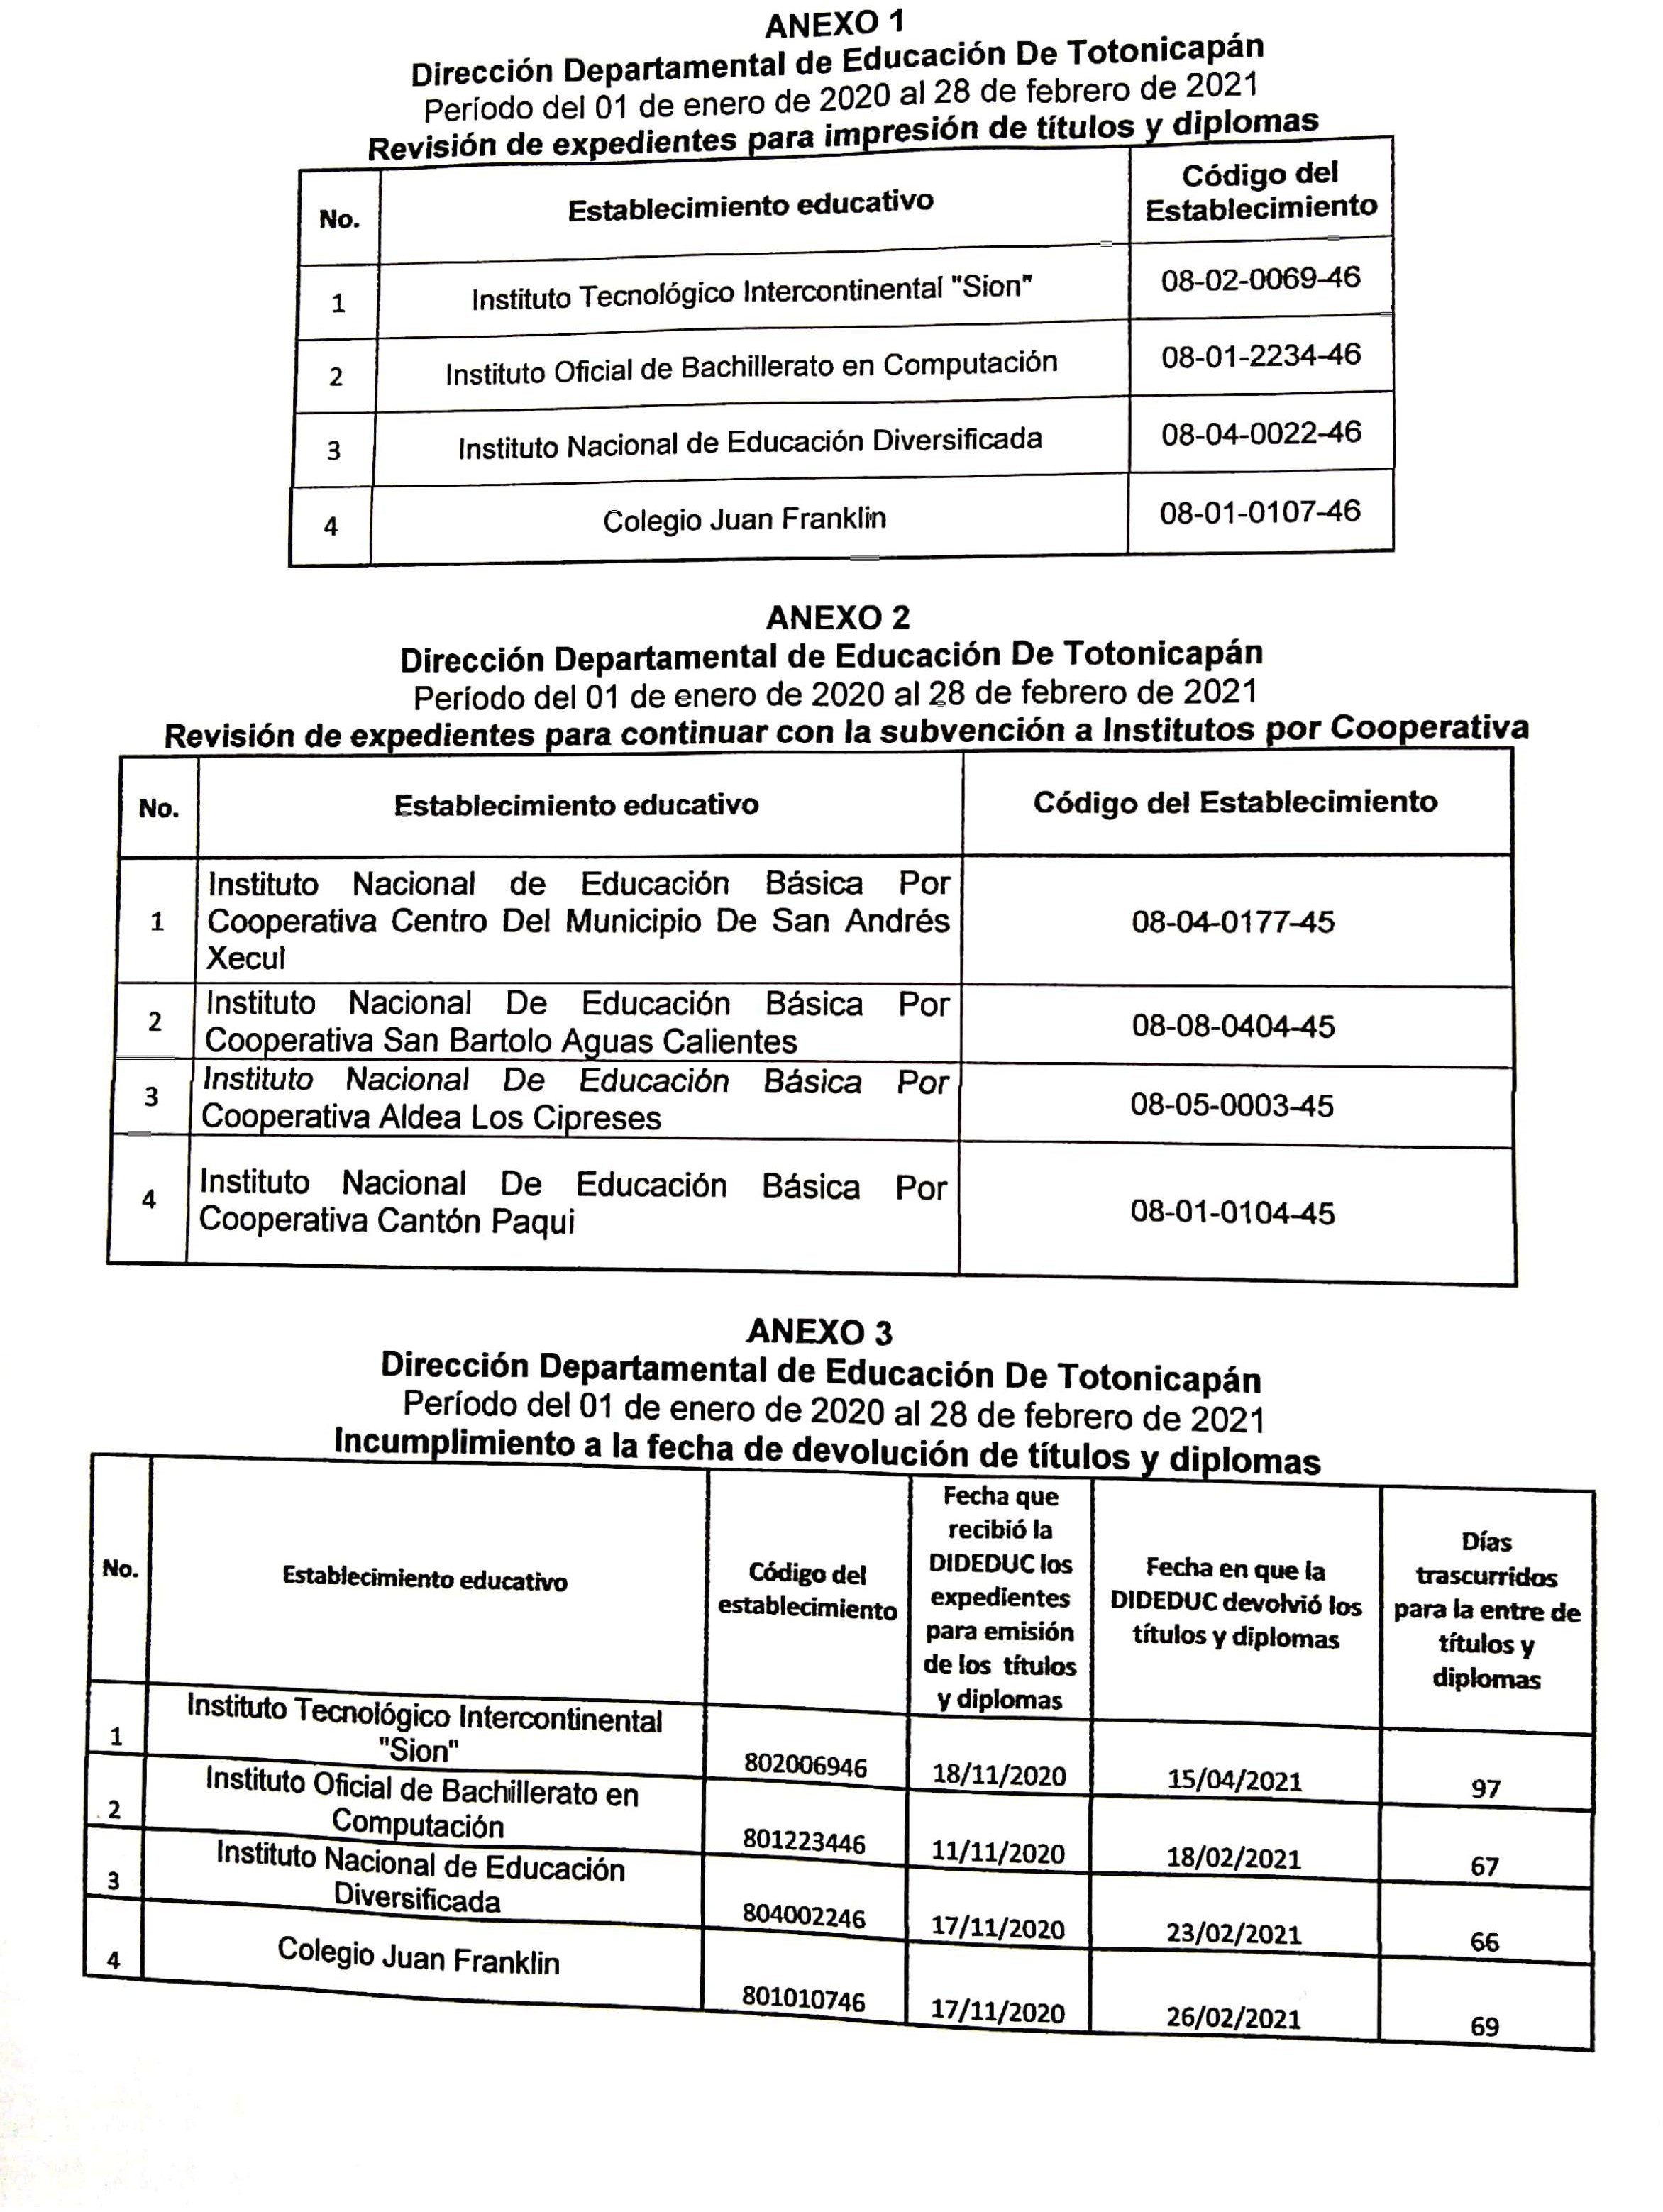 ANEXO 1
Dirección Departamental de Educación De Totonicapán
Período del 01 de enero de 2020 al 28 de febrero de 2021
Revisión de expedientes para impresión de títulos y diplomas
No. Establecimiento educativo Código del Establecimiento
1 Instituto Tecnológico Intercontinental "Sion" 08-02-0069-46
2 Instituto Oficial de Bachillerato en Computación 08-01-2234-46
3 Instituto Nacional de Educación Diversificada 08-04-0022-46
4 Colegio Juan Franklin 08-01-0107-46
ANEXO 2
Dirección Departamental de Educación De Totonicapán
Período del 01 de enero de 2020 al 28 de febrero de 2021
Revisión de expedientes para continuar con la subvención a Institutos por Cooperativa
No. Establecimiento educativo Código del Establecimiento
1 Instituto Nacional de Educación Básica Por
Cooperativa Centro Del Municipio De San Andrés
Xecul
08-04-0177-45
2 Instituto Nacional De Educación Básica Por
Cooperativa San Bartolo Aguas Calientes
08-08-0404-45
3 Instituto Nacional De Educación Básica Por
Cooperativa Aldea Los Cipreses
08-05-0003-45
4 Instituto Nacional De Educación Básica Por
Cooperativa Cantón Paqui
08-01-0104-45
ANEXO 3
Dirección Departamental de Educación De Totonicapán
Período del 01 de enero de 2020 al 28 de febrero de 2021
Incumplimiento a la fecha de devolución de títulos y diplomas
No.
Establecimiento educativo
Código del
establecimiento
Fecha que
recibió la
DIDEDUC los
expedientes
para emisión
de los títulos
y diplomas
Fecha en que la
DIDEDUC devolvió los
títulos y diplomas
Días
trascurridos
para la entre de
títulos y
diplomas
1 Instituto Tecnológico Intercontinental
"Sion"
802006946 18/11/2020 15/04/2021 97
2 Instituto Oficial de Bachillerato en
Computación
801223446 11/11/2020 18/02/2021 67
3 Instituto Nacional de Educación
Diversificada
804002246 17/11/2020 23/02/2021 66
4 Colegio Juan Franklin
801010746 17/11/2020 26/02/2021 69